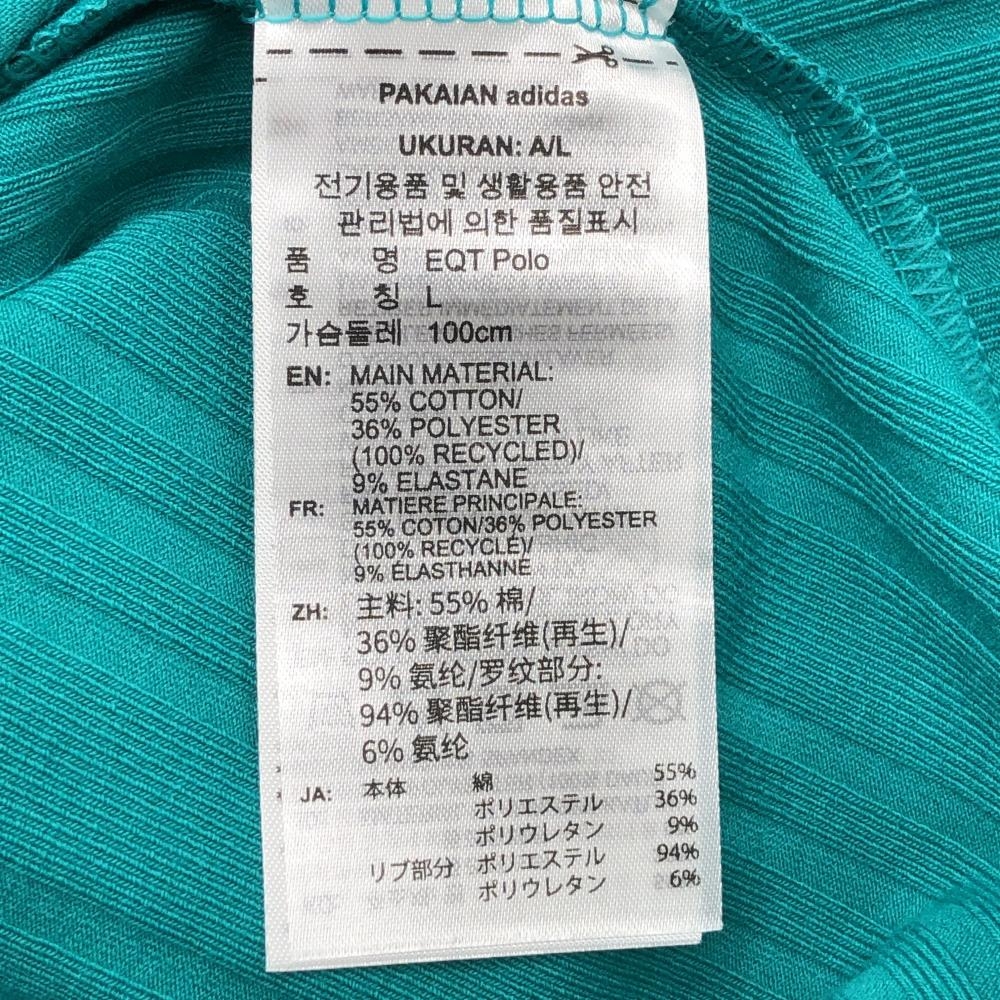 PAKAIAN adidas
UKURAN: A/L
전기용품 및 생활용품 안전
관리법에 의한 품질표시
품 명 EQT Polo
호 칭 L
가슴둘레 100cm
EN: MAIN MATERIAL:
55% COTTON/
36% POLYESTER
(100% RECYCLED)/
9% ELASTANE
FR: MATIERE PRINCIPALE:
55% COTON/36% POLYESTER
(100% RECYCLÉ)/
9% ÉLASTHANNE
ZH: 主料: 55% 棉/
36% 聚酯纤维(再生)/
9% 氨纶/罗纹部分:
94% 聚酯纤维(再生)/
6% 氨纶
JA: 本体 綿 55%
ポリエステル 36%
ポリウレタン 9%
リブ部分 ポリエステル 94%
ポリウレタン 6%